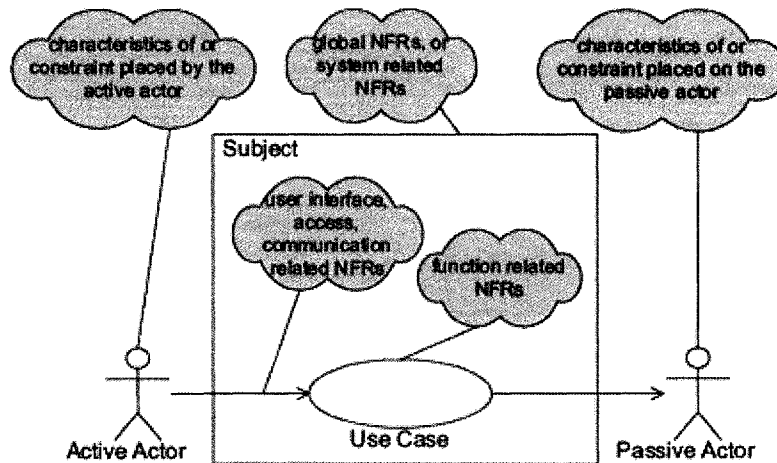 characteristics of or
constraint placed by the
active actor
global NFRs, or
system related
NFRs
characteristics of or
constraint placed on the
passive actor
Subject
user interface,
access,
communication
related NFRs
function related
NFRs
Active Actor
Use Case
Passive Actor